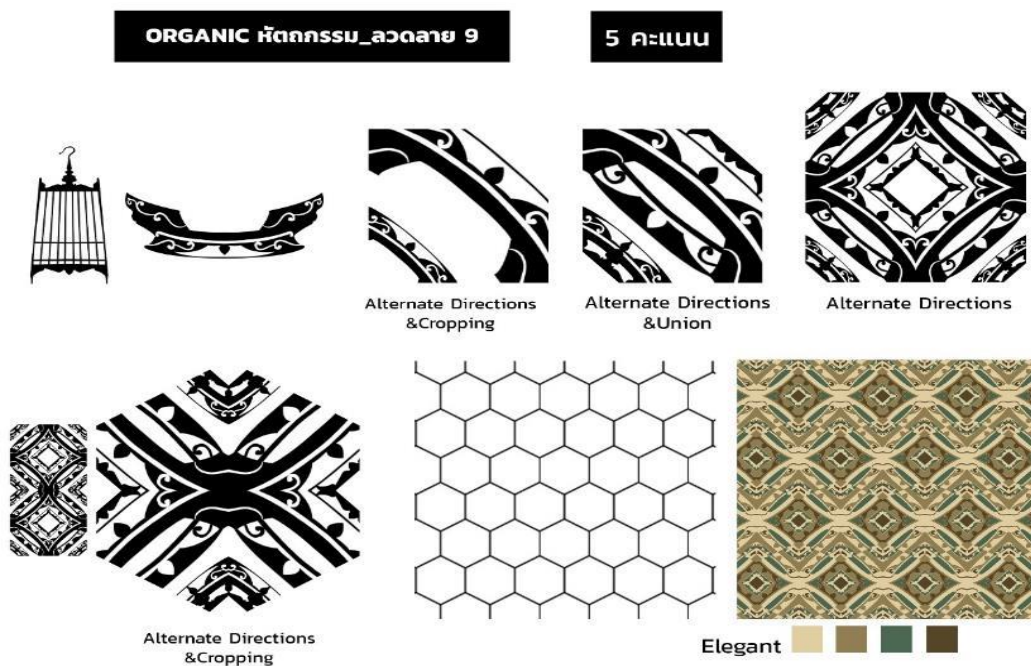 ORGANIC หัตถกรรม_ลวดลาย 9
5 คะแนน
Alternate Directions
&Cropping
Alternate Directions
&Union
Alternate Directions
Alternate Directions
&Cropping
Elegant